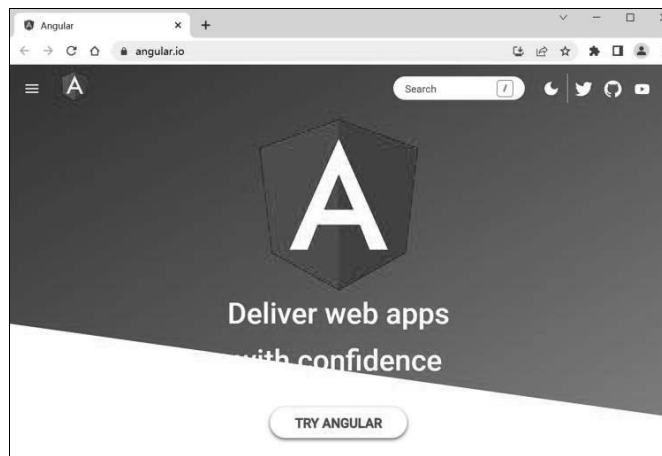 Angular
angular.io
A
Search /
A
Deliver web apps
with confidence
TRY ANGULAR